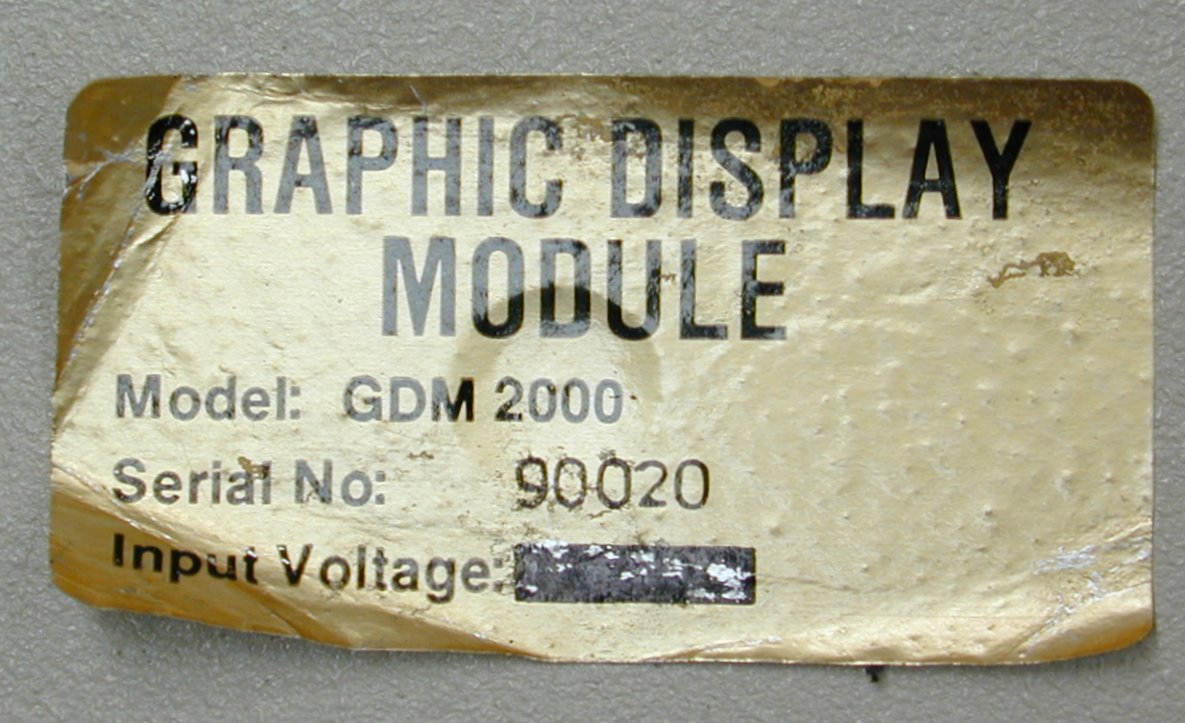 GRAPHIC DISPLAY
MODULE
Model: GDM 2000
Serial No: 90020
Input Voltage: